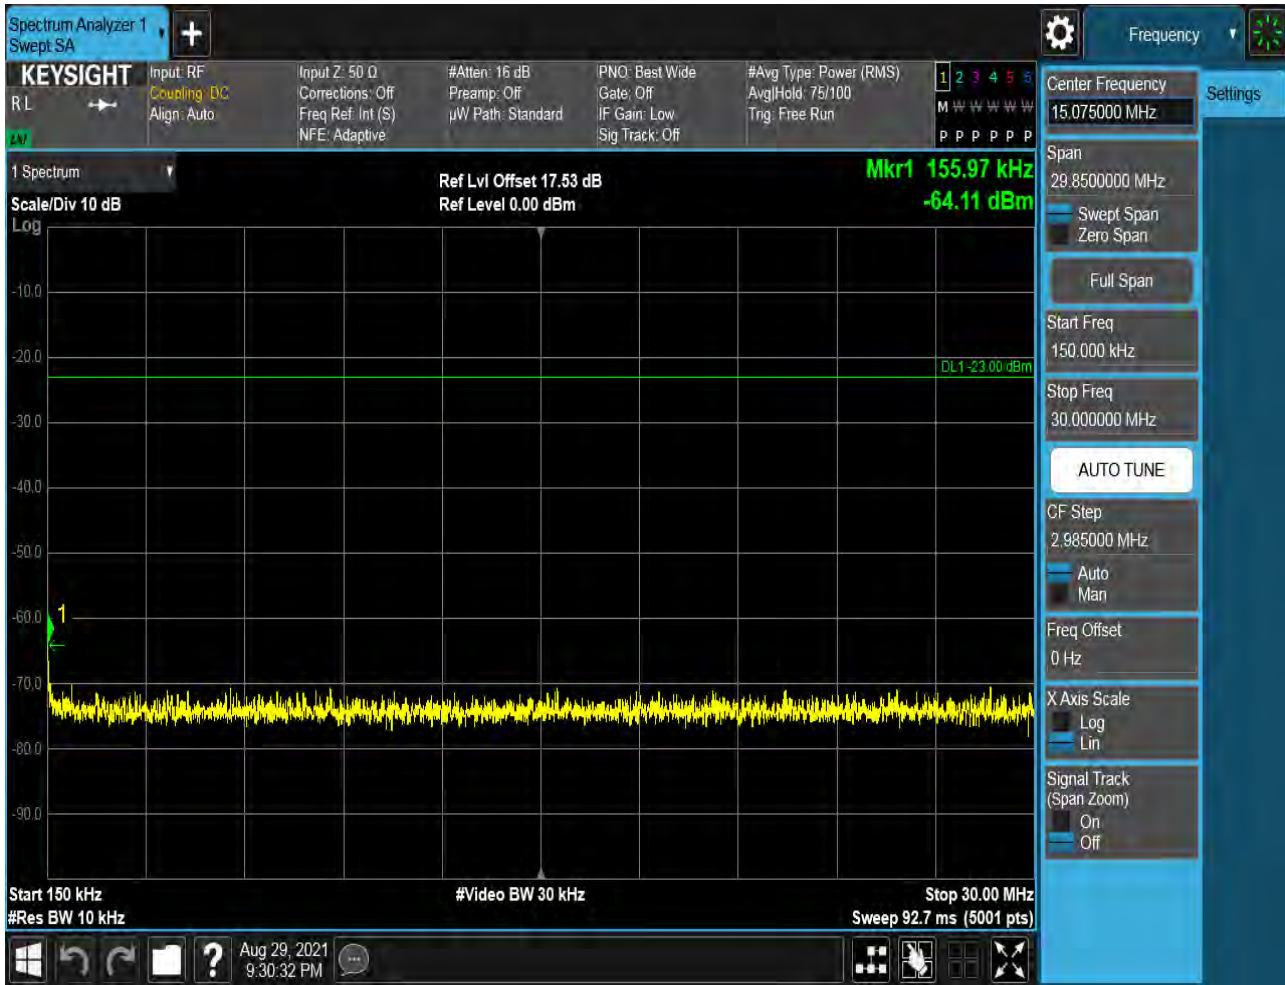 Spectrum Analyzer 1
Swept SA
Frequency
KEYSIGHT
R L
LNI
Input: RF
Coupling: DC
Align: Auto
Input Z: 50 Ω
Corrections: Off
Freq Ref: Int (S)
NFE: Adaptive
#Atten: 16 dB
Preamp: Off
µW Path: Standard
PNO: Best Wide
Gate: Off
IF Gain: Low
Sig Track: Off
#Avg Type: Power (RMS)
Avg|Hold: 75/100
Trig: Free Run
1 2 3 4 5 6
M W W W W W
P P P P P P
1 Spectrum
Scale/Div 10 dB
Log
Ref Lvl Offset 17.53 dB
Ref Level 0.00 dBm
Mkr1 155.97 kHz
-64.11 dBm
-10.0
-20.0
DL1 -23.00 dBm
-30.0
-40.0
-50.0
-60.0
1
-70.0
-80.0
-90.0
Start 150 kHz
#Video BW 30 kHz
Stop 30.00 MHz
#Res BW 10 kHz
Sweep 92.7 ms (5001 pts)
Center Frequency
15.075000 MHz
Settings
Span
29.8500000 MHz
Swept Span
Zero Span
Full Span
Start Freq
150.000 kHz
Stop Freq
30.000000 MHz
AUTO TUNE
CF Step
2.985000 MHz
Auto
Man
Freq Offset
0 Hz
X Axis Scale
Log
Lin
Signal Track
(Span Zoom)
On
Off
?
Aug 29, 2021
9:30:32 PM